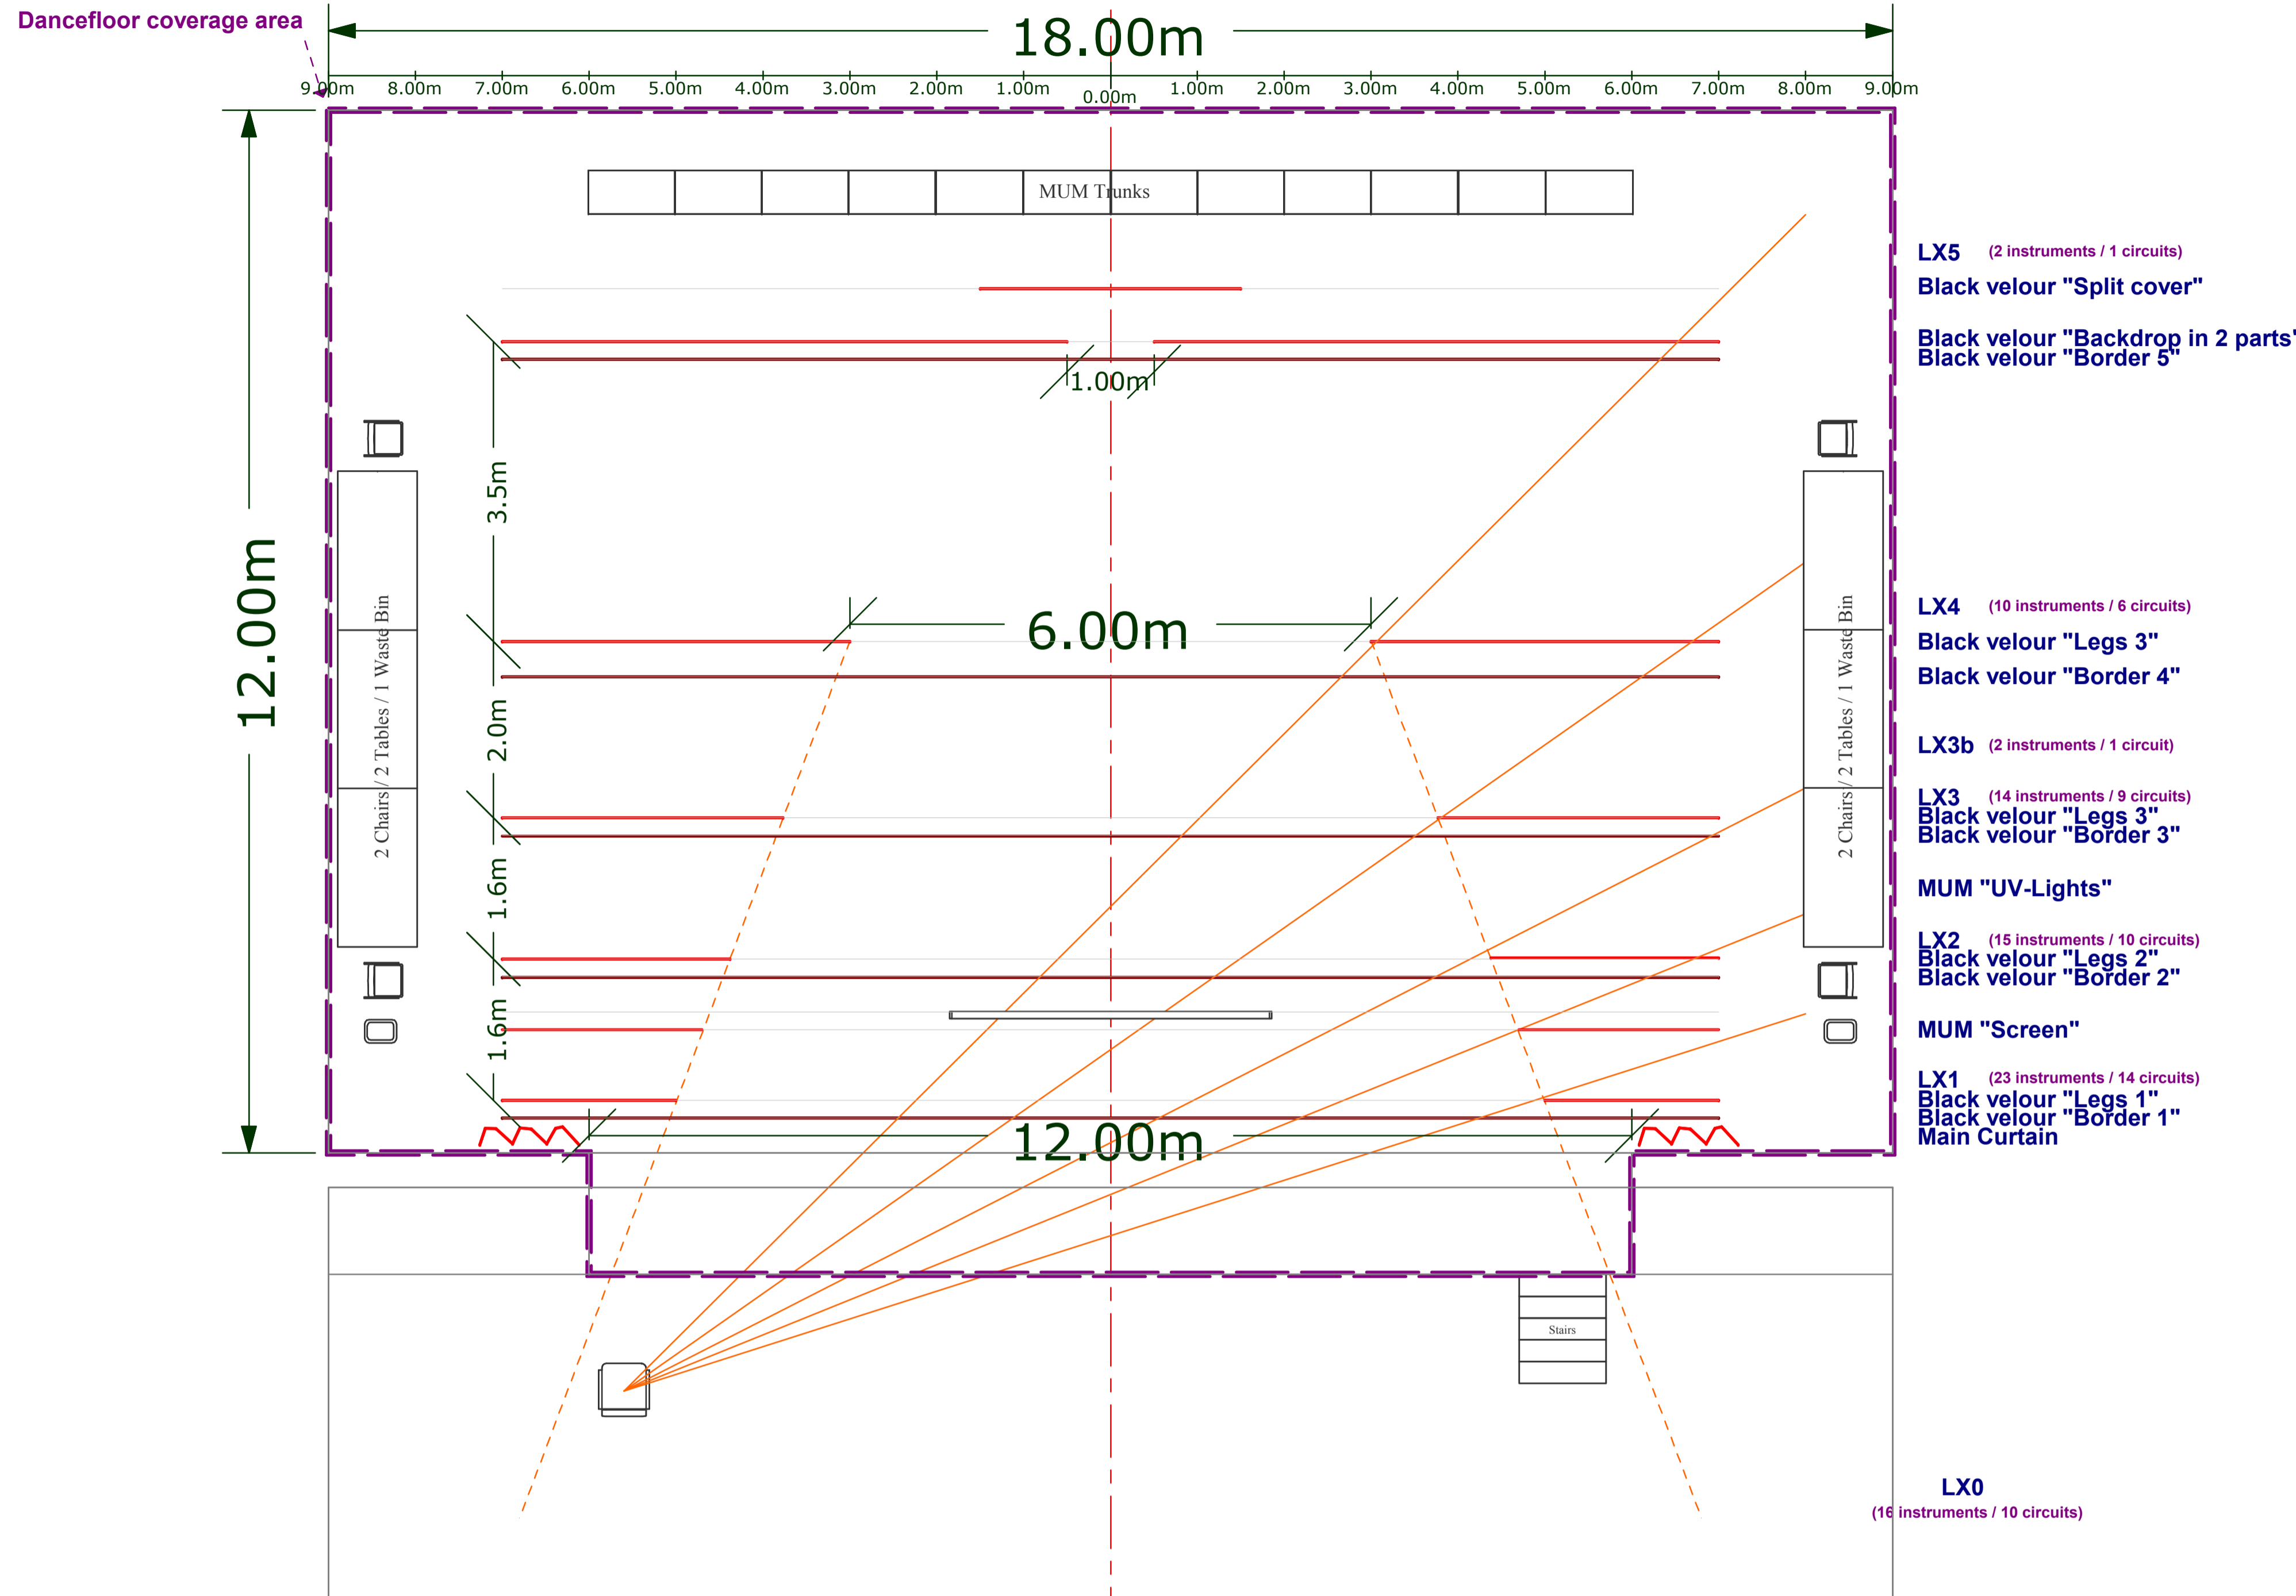 Dancefloor coverage area
18.00m
9.00m 8.00m 7.00m 6.00m 5.00m 4.00m 3.00m 2.00m 1.00m 0.00m 1.00m 2.00m 3.00m 4.00m 5.00m 6.00m 7.00m 8.00m 9.00m
MUM Trunks
LX5 (2 instruments / 1 circuits)
Black velour "Split cover"
Black velour "Backdrop in 2 parts"
Black velour "Border 5"
1.00m
3.5m
12.00m
2 Chairs / 2 Tables / 1 Waste Bin
6.00m
2 Chairs / 2 Tables / 1 Waste Bin
LX4 (10 instruments / 6 circuits)
Black velour "Legs 3"
Black velour "Border 4"
2.0m
LX3b (2 instruments / 1 circuit)
LX3 (14 instruments / 9 circuits)
Black velour "Legs 3"
Black velour "Border 3"
1.6m
MUM "UV-Lights"
LX2 (15 instruments / 10 circuits)
Black velour "Legs 2"
Black velour "Border 2"
1.6m
MUM "Screen"
LX1 (23 instruments / 14 circuits)
Black velour "Legs 1"
Black velour "Border 1"
12.00m
Main Curtain
Stairs
LX0
(16 instruments / 10 circuits)